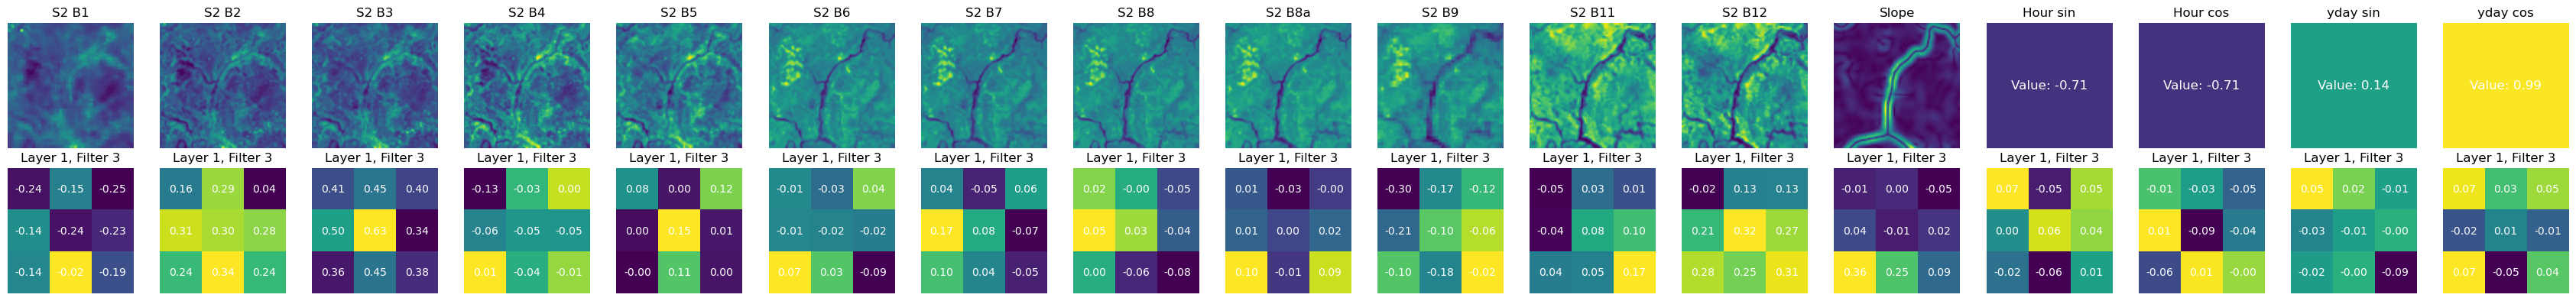 S2 B1 S2 B2 S2 B3 S2 B4 S2 B5 S2 B6 S2 B7 S2 B8 S2 B8a S2 B9 S2 B11 S2 B12 Slope Hour sin Hour cos yday sin yday cos
Value: -0.71 Value: -0.71 Value: 0.14 Value: 0.99
Layer 1, Filter 3 Layer 1, Filter 3 Layer 1, Filter 3 Layer 1, Filter 3 Layer 1, Filter 3 Layer 1, Filter 3 Layer 1, Filter 3 Layer 1, Filter 3 Layer 1, Filter 3 Layer 1, Filter 3 Layer 1, Filter 3 Layer 1, Filter 3 Layer 1, Filter 3 Layer 1, Filter 3 Layer 1, Filter 3 Layer 1, Filter 3 Layer 1, Filter 3
-0.24 -0.15 -0.25 0.16 0.29 0.04 0.41 0.45 0.40 -0.13 -0.03 0.00 0.08 0.00 0.12 -0.01 -0.03 0.04 0.04 -0.05 0.06 0.02 -0.00 -0.05 0.01 -0.03 -0.00 -0.30 -0.17 -0.12 -0.05 0.03 0.01 -0.02 0.13 0.13 -0.01 0.00 -0.05 0.07 -0.05 0.05 -0.01 -0.03 -0.05 0.05 0.02 -0.01 0.07 0.03 0.05
-0.14 -0.24 -0.23 0.31 0.30 0.28 0.50 0.63 0.34 -0.06 -0.05 -0.05 0.00 0.15 0.01 -0.01 -0.02 -0.02 0.17 0.08 -0.07 0.05 0.03 -0.04 0.01 0.00 0.02 -0.21 -0.10 -0.06 -0.04 0.08 0.10 0.21 0.32 0.27 0.04 -0.01 0.02 0.00 0.06 0.04 0.01 -0.09 -0.04 -0.03 -0.01 -0.00 -0.02 0.01 -0.01
-0.14 -0.02 -0.19 0.24 0.34 0.24 0.36 0.45 0.38 0.01 -0.04 -0.01 -0.00 0.11 0.00 0.07 0.03 -0.09 0.10 0.04 -0.05 0.00 -0.06 -0.08 0.10 -0.01 0.09 -0.10 -0.18 -0.02 0.04 0.05 0.17 0.28 0.25 0.31 0.36 0.25 0.09 -0.02 -0.06 0.01 -0.06 0.01 -0.00 -0.02 -0.00 -0.09 0.07 -0.05 0.04